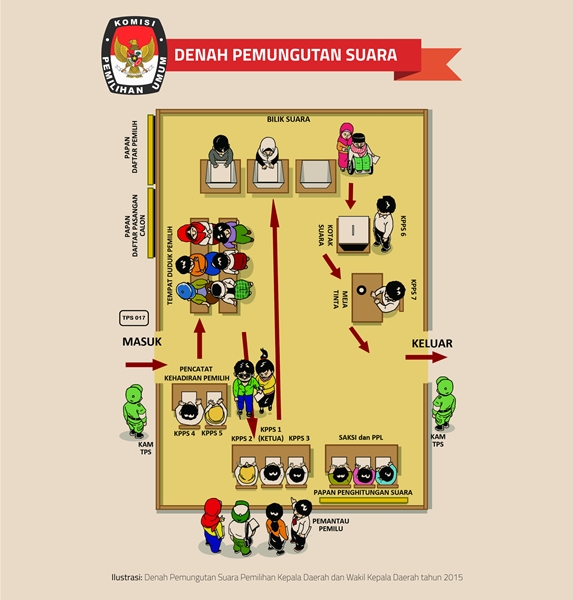 KOMISI
PEMILIHAN UMUM
DENAH PEMUNGUTAN SUARA
BILIK SUARA
PAPAN
DAFTAR PEMILIH
PAPAN
DAFTAR PASANGAN
CALON
TEMPAT DUDUK PEMILIH
KOTAK
SUARA
KPPS 6
MEJA
TINTA
KPPS 7
TPS 017
MASUK
KELUAR
PENCATAT
KEHADIRAN PEMILIH
KPPS 4
KPPS 5
KAM
TPS
KPPS 2
KPPS 1
(KETUA)
KPPS 3
SAKSI dan PPL
KAM
TPS
PAPAN PENGHITUNGAN SUARA
PEMANTAU
PEMILU
Ilustrasi: Denah Pemungutan Suara Pemilihan Kepala Daerah dan Wakil Kepala Daerah tahun 2015